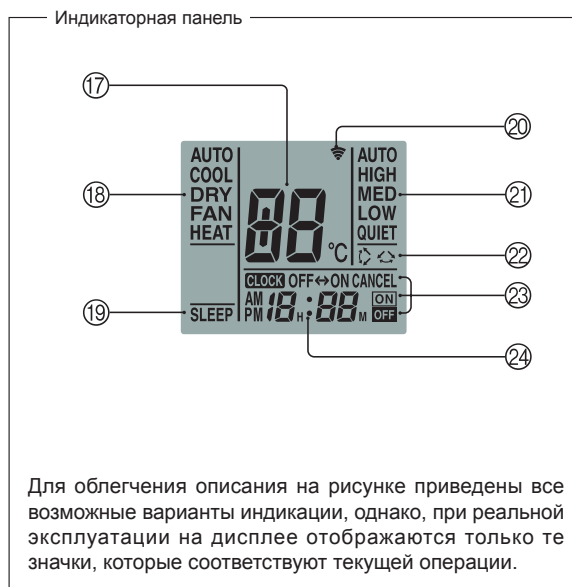 Индикаторная панель
⑰ ⑳
AUTO AUTO
COOL HIGH
⑱ DRY 88 MED ㉑
FAN LOW
HEAT °C QUIET
㉒
CLOCK OFF↔ON CANCEL
AM ON ㉓
⑲ SLEEP PM 18 H : 88 M OFF
㉔
Для облегчения описания на рисунке приведены все
возможные варианты индикации, однако, при реальной
эксплуатации на дисплее отображаются только те
значки, которые соответствуют текущей операции.